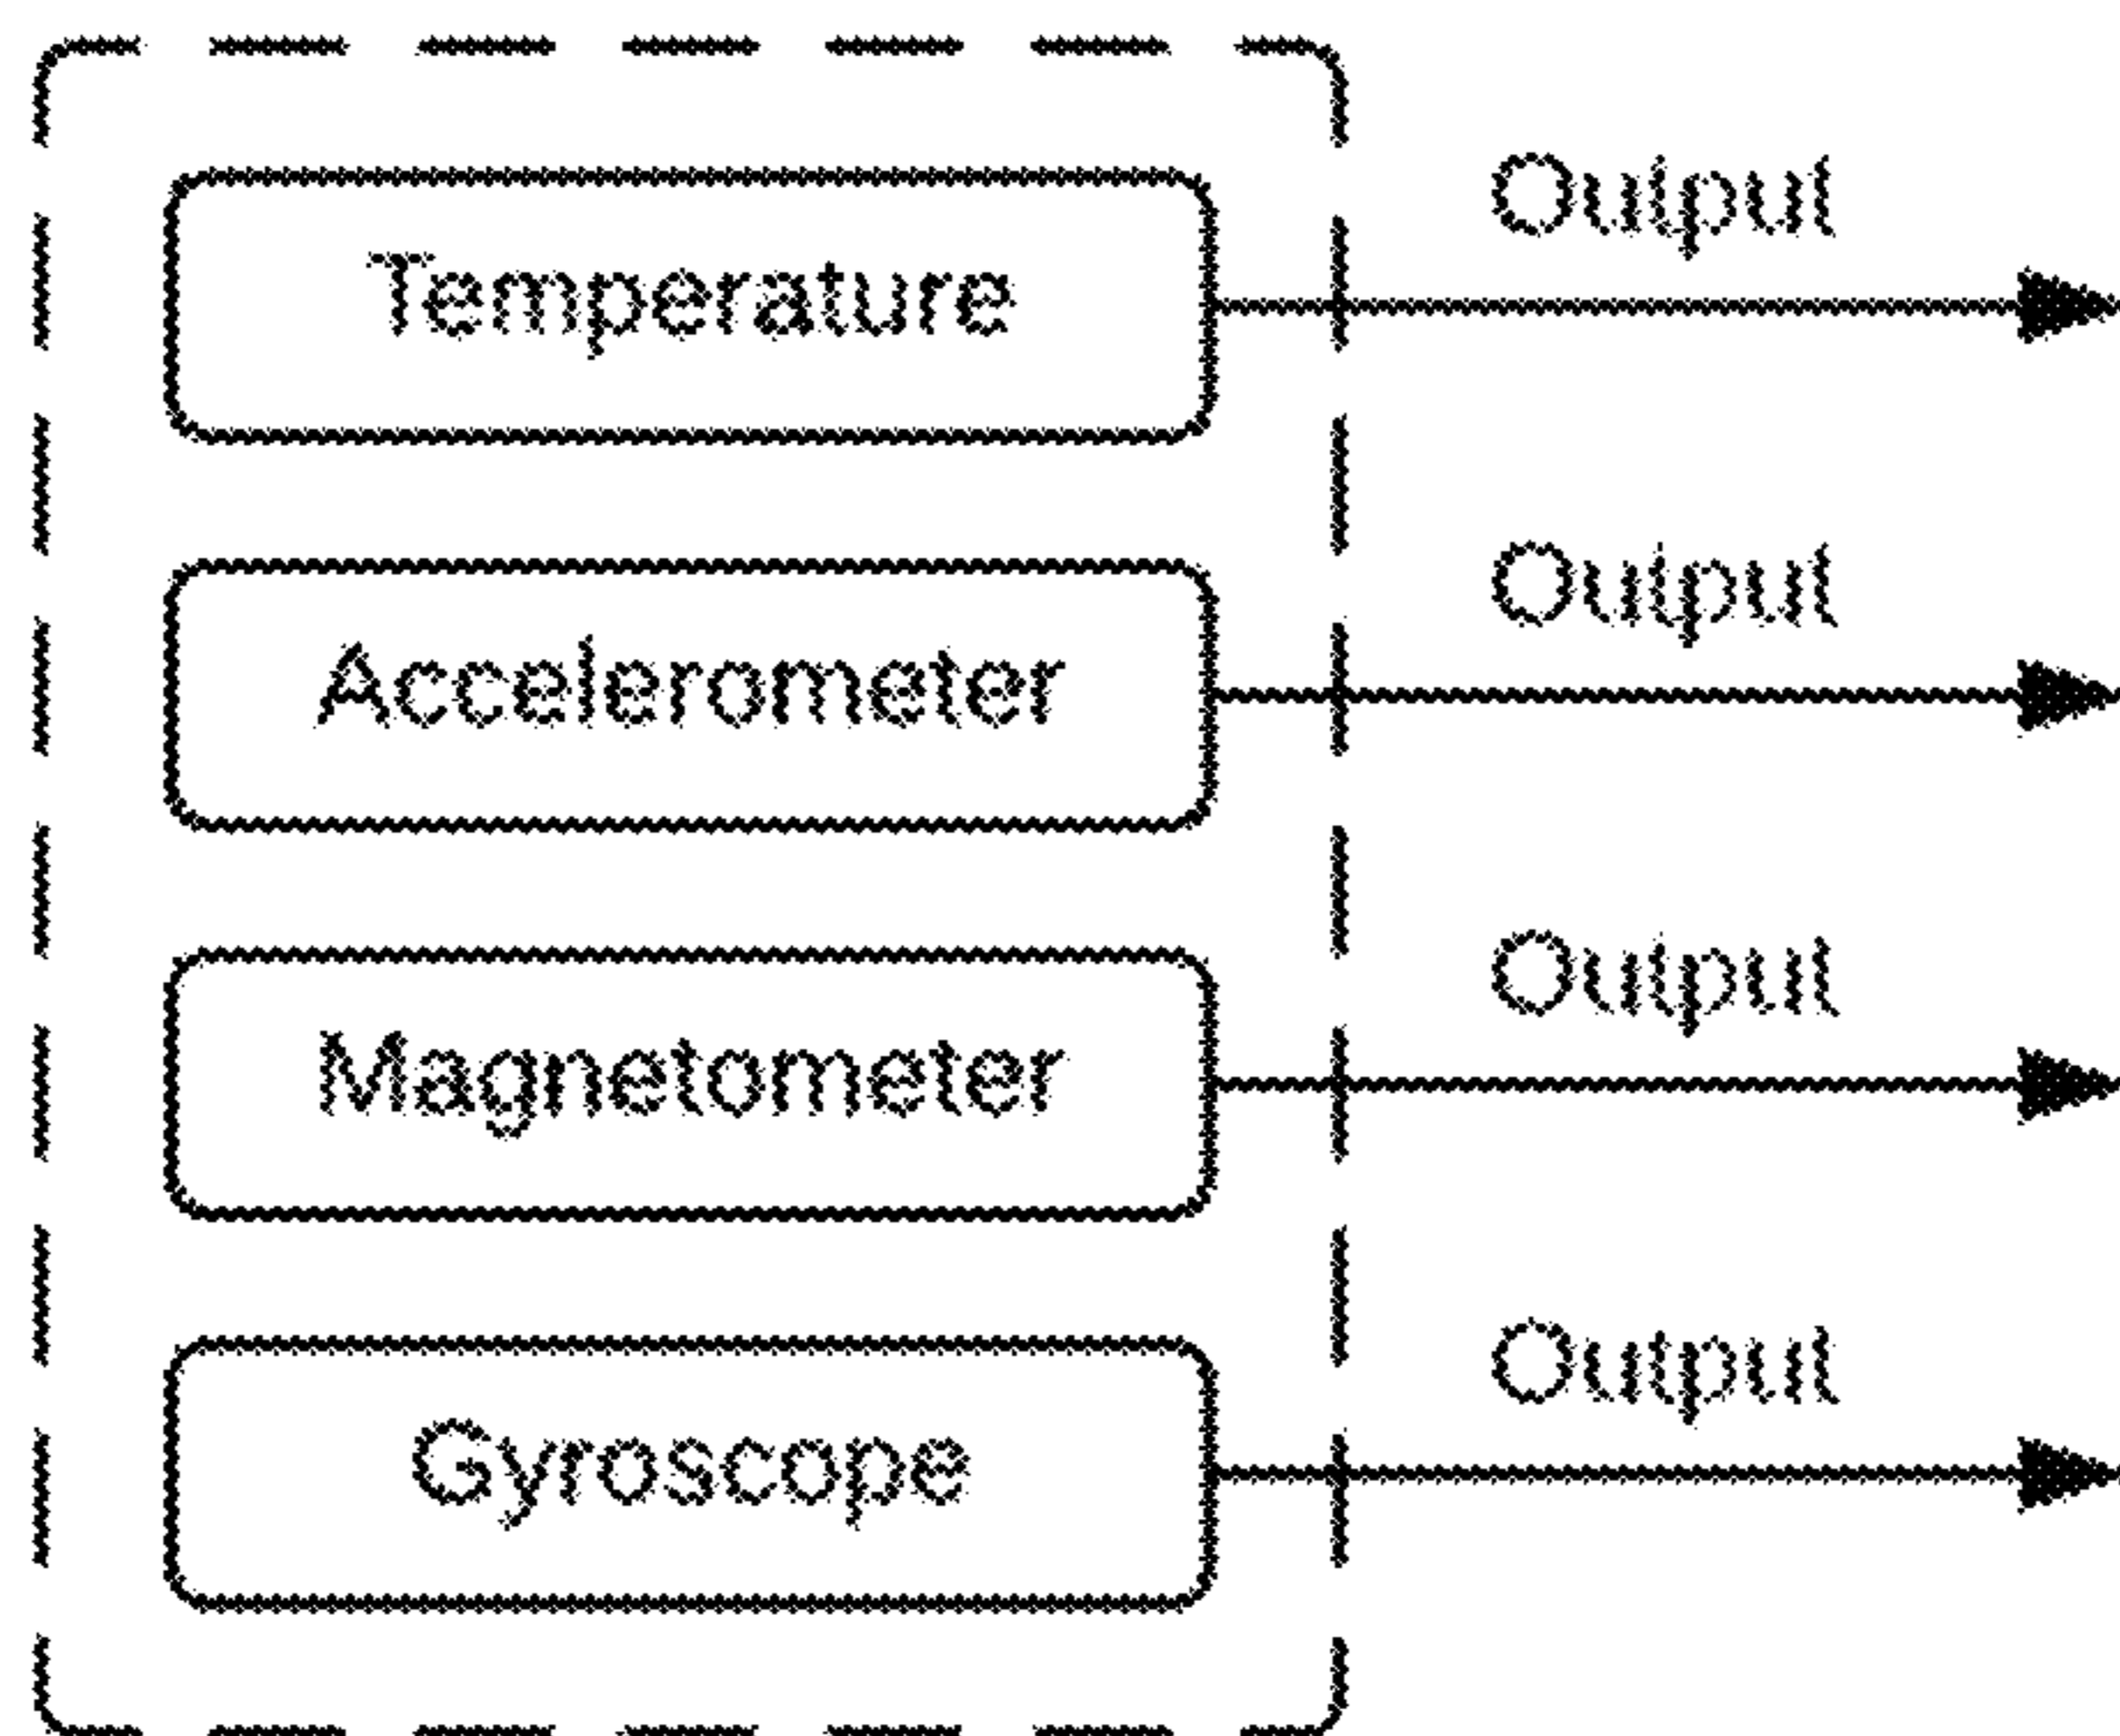 Output
Temperature
Output
Accelerometer
Output
Magnetometer
Output
Gyroscope